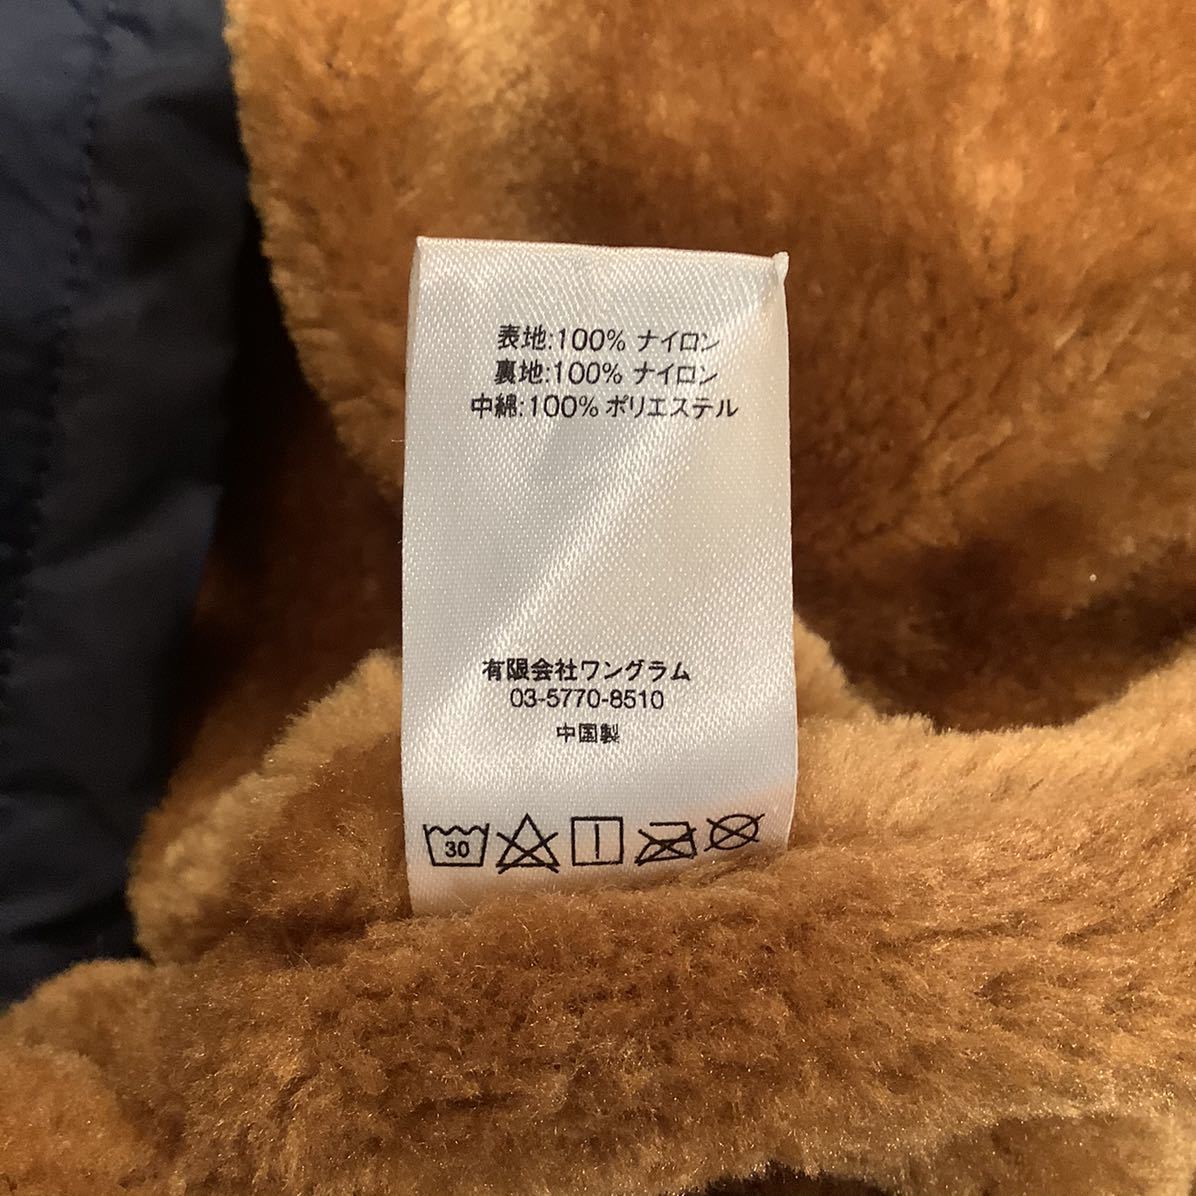 表地:100% ナイロン
裏地:100% ナイロン
中綿:100% ポリエステル
有限会社ワングラム
03-5770-8510
中国製
30